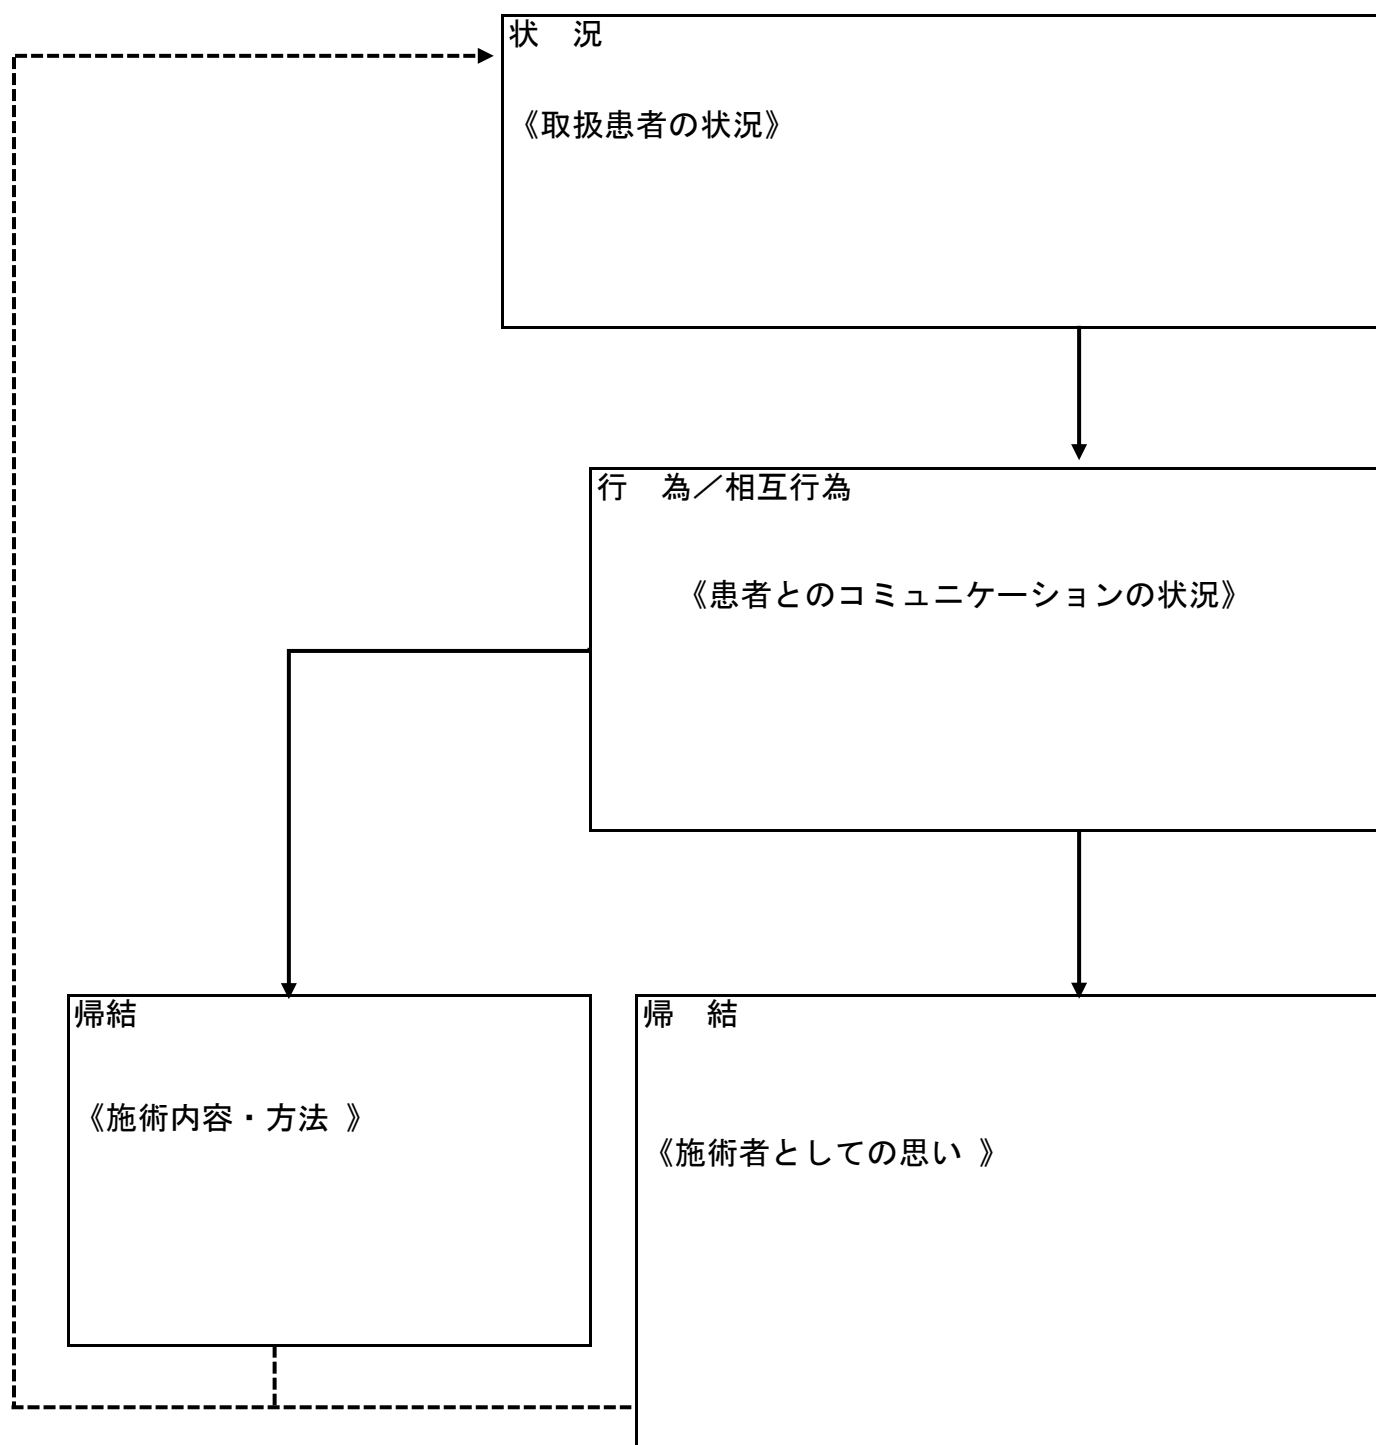 状　況
《取扱患者の状況》
行　為／相互行為
《患者とのコミュニケーションの状況》
帰結
《施術内容・方法 》
帰　結
《施術者としての思い 》